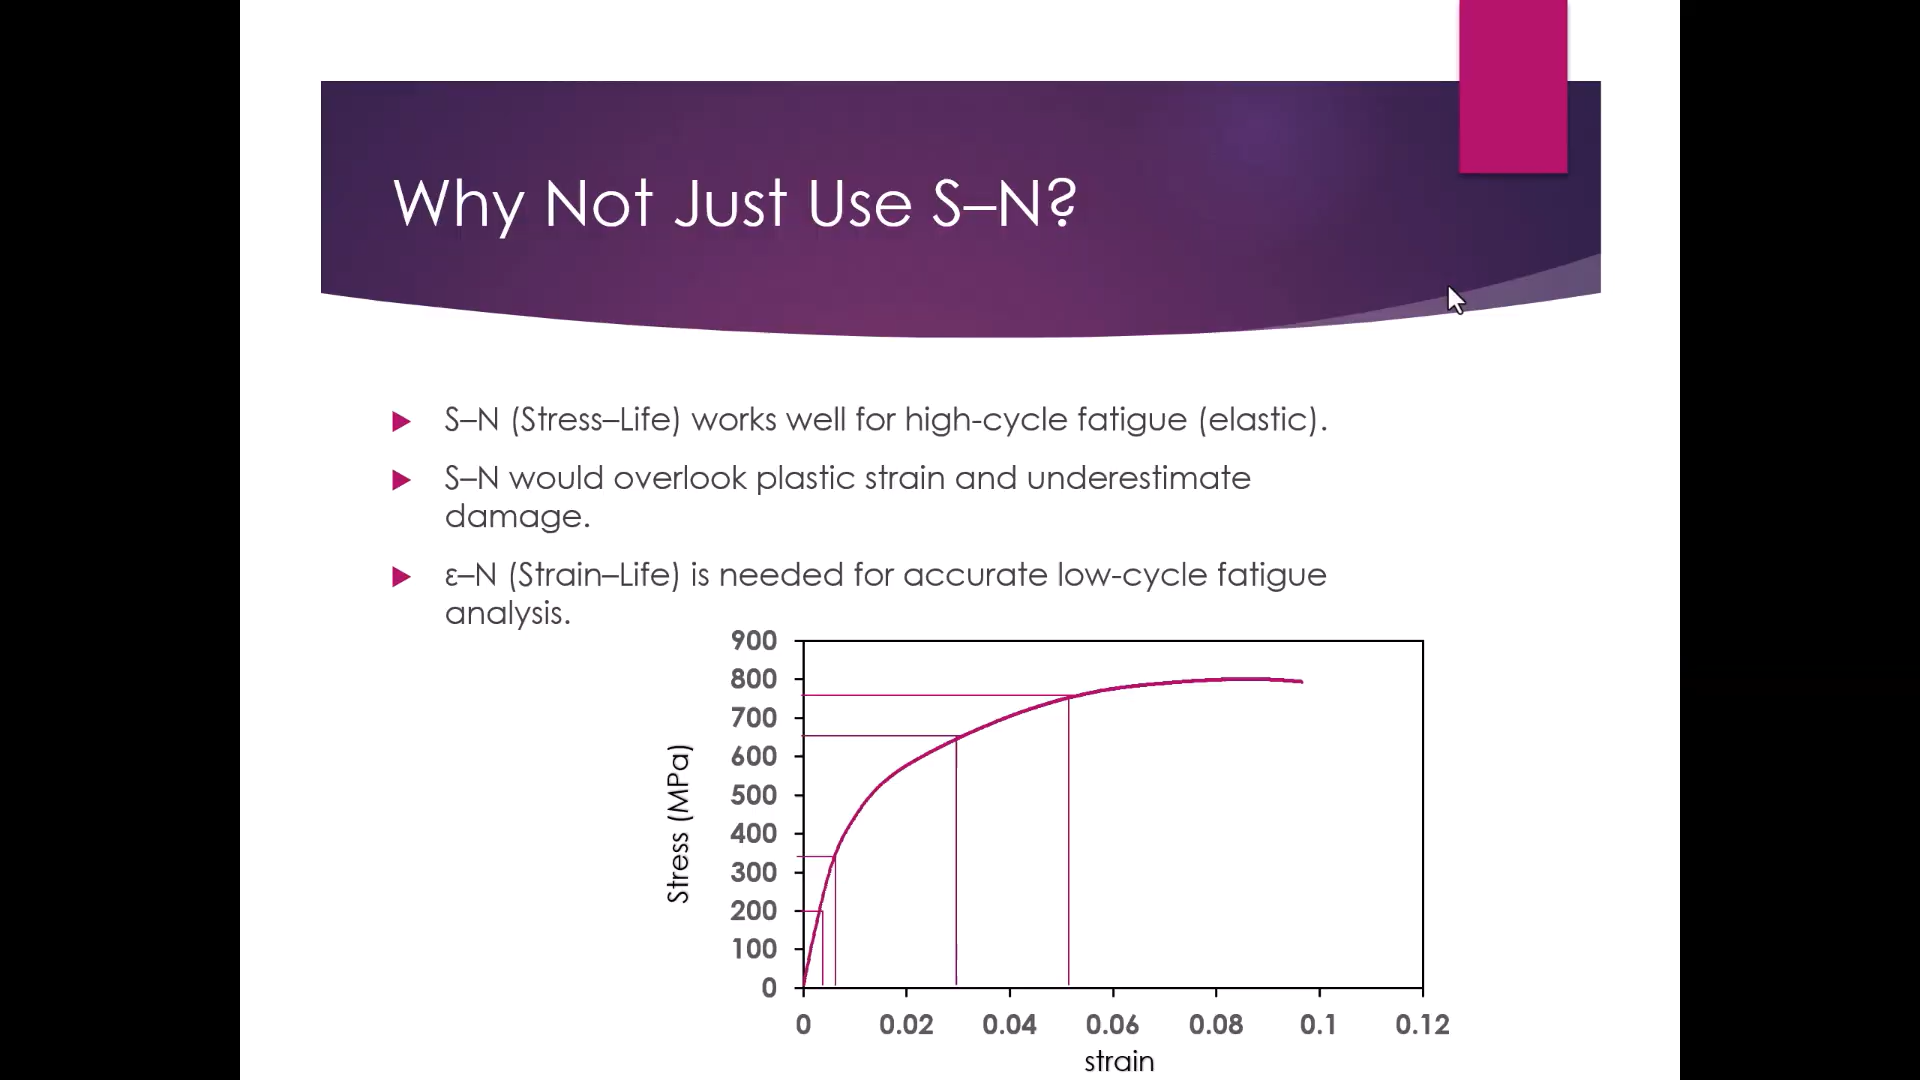 Why Not Just Use S–N?
S–N (Stress–Life) works well for high-cycle fatigue (elastic).
S–N would overlook plastic strain and underestimate
damage.
ε–N (Strain–Life) is needed for accurate low-cycle fatigue
analysis.
900
800
700
600
500
400
300
200
100
0
Stress (MPa)
0 0.02 0.04 0.06 0.08 0.1 0.12
strain